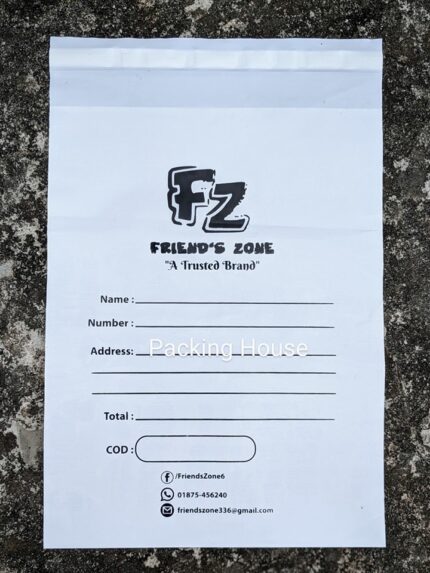 FZ
FRIEND'S ZONE
"A Trusted Brand"
Name :
Number :
Address:
Packing House
Total :
COD :
/FriendsZone6
01875-456240
friendszone336@gmail.com